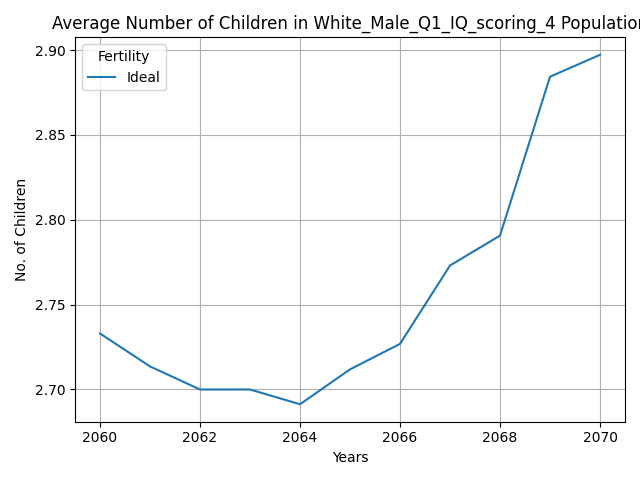 Average Number of Children in White_Male_Q1_IQ_scoring_4 Population
Fertility
Ideal
No. of Children
2.90
2.85
2.80
2.75
2.70
2060 2062 2064 2066 2068 2070
Years